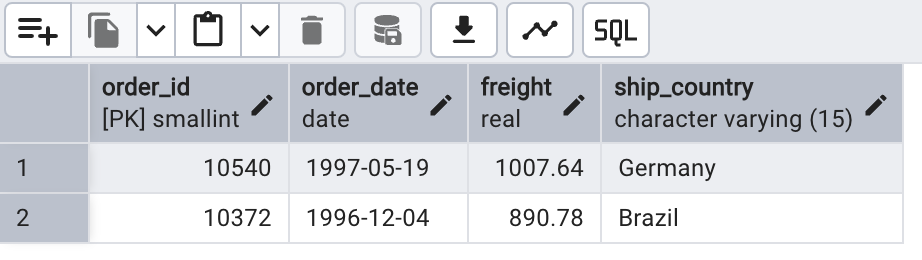 SQL
order_id order_date freight ship_country
[PK] smallint date real character varying (15)
1 10540 1997-05-19 1007.64 Germany
2 10372 1996-12-04 890.78 Brazil